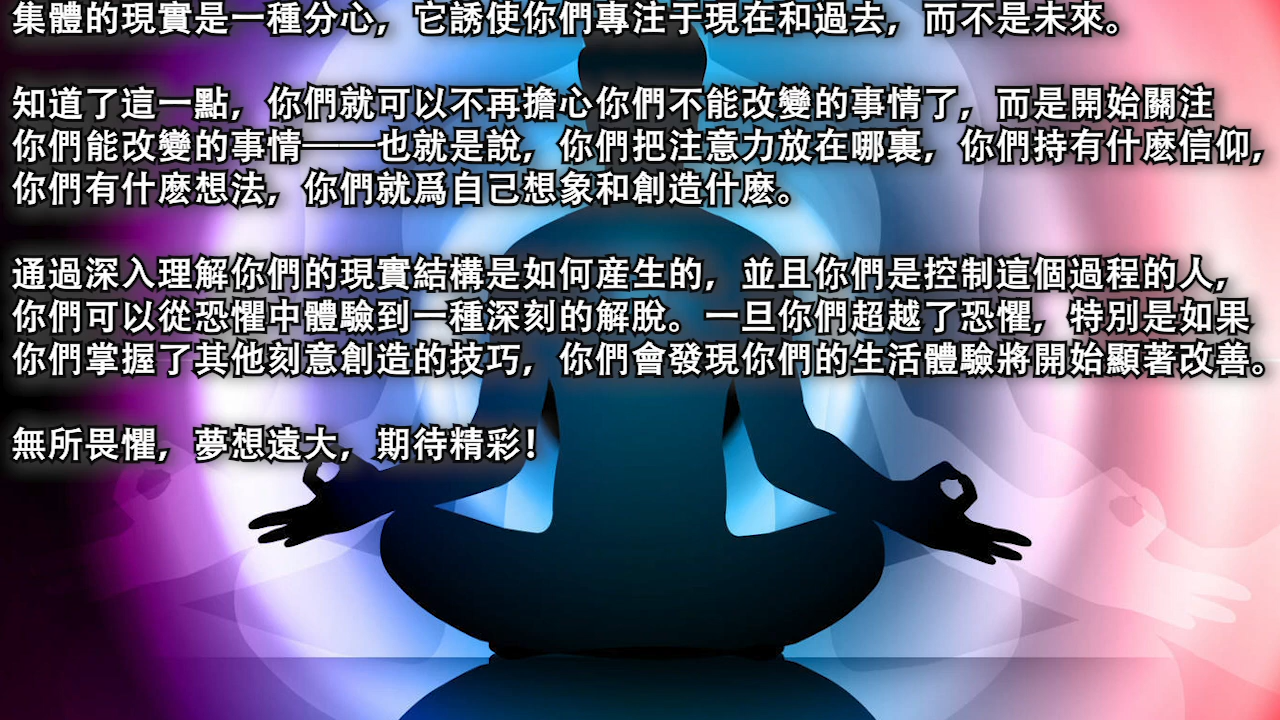 集體的現實是一種分心，它誘使你們專注于現在和過去，而不是未來。
知道了這一點，你們就可以不再擔心你們不能改變的事情了，而是開始關注
你們能改變的事情——也就是說，你們把注意力放在哪裏，你們持有什麽信仰，
你們有什麽想法，你們就爲自己想象和創造什麽。
通過深入理解你們的現實結構是如何産生的，並且你們是控制這個過程的人，
你們可以從恐懼中體驗到一種深刻的解脫。一旦你們超越了恐懼，特別是如果
你們掌握了其他刻意創造的技巧，你們會發現你們的生活體驗將開始顯著改善。
無所畏懼，夢想遠大，期待精彩！